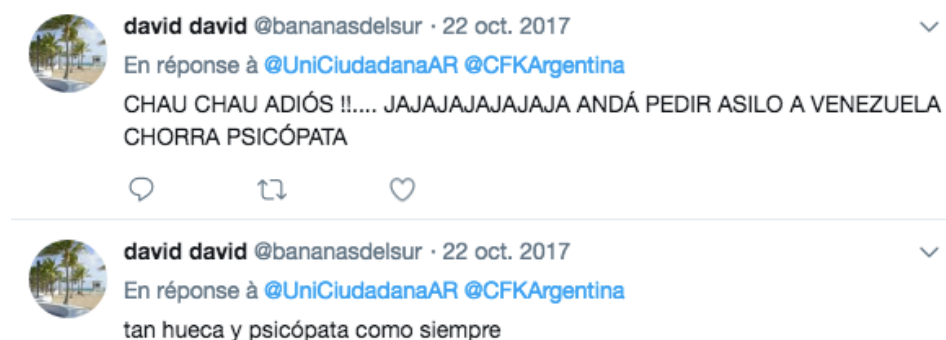 david david @bananasdelsur · 22 oct. 2017
En réponse à @UniCiudadanaAR @CFKArgentina
CHAU CHAU ADIÓS !!.... JAJAJAJAJAJAJA ANDÁ PEDIR ASILO A VENEZUELA
CHORRA PSICÓPATA
david david @bananasdelsur · 22 oct. 2017
En réponse à @UniCiudadanaAR @CFKArgentina
tan hueca y psicópata como siempre